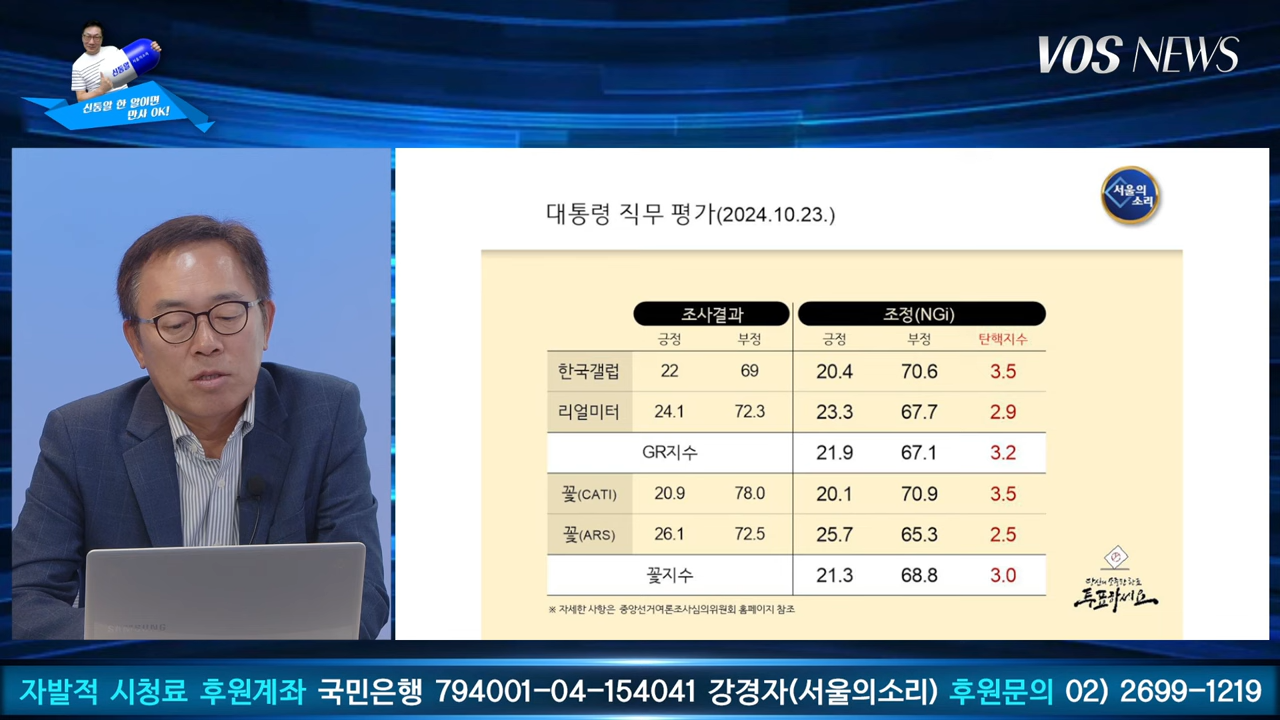 신통알
신통알 한 알이면
만사 OK!
VOS NEWS
서울의
소리
대통령 직무 평가(2024.10.23.)
조사결과 조정(NGi)
긍정 부정 긍정 부정 탄핵지수
한국갤럽 22 69 20.4 70.6 3.5
리얼미터 24.1 72.3 23.3 67.7 2.9
GR지수 21.9 67.1 3.2
꽃(CATI) 20.9 78.0 20.1 70.9 3.5
꽃(ARS) 26.1 72.5 25.7 65.3 2.5
꽃지수 21.3 68.8 3.0
※ 자세한 사항은 중앙선거여론조사심의위원회 홈페이지 참조
투표하세요
자발적 시청료 후원계좌 국민은행 794001-04-154041 강경자(서울의소리) 후원문의 02) 2699-1219